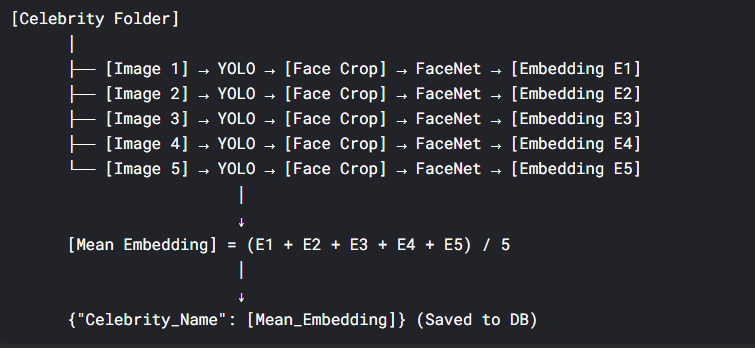 [Celebrity Folder]
│
├── [Image 1] → YOLO → [Face Crop] → FaceNet → [Embedding E1]
├── [Image 2] → YOLO → [Face Crop] → FaceNet → [Embedding E2]
├── [Image 3] → YOLO → [Face Crop] → FaceNet → [Embedding E3]
├── [Image 4] → YOLO → [Face Crop] → FaceNet → [Embedding E4]
└── [Image 5] → YOLO → [Face Crop] → FaceNet → [Embedding E5]
│
↓
[Mean Embedding] = (E1 + E2 + E3 + E4 + E5) / 5
│
↓
{"Celebrity_Name": [Mean_Embedding]} (Saved to DB)